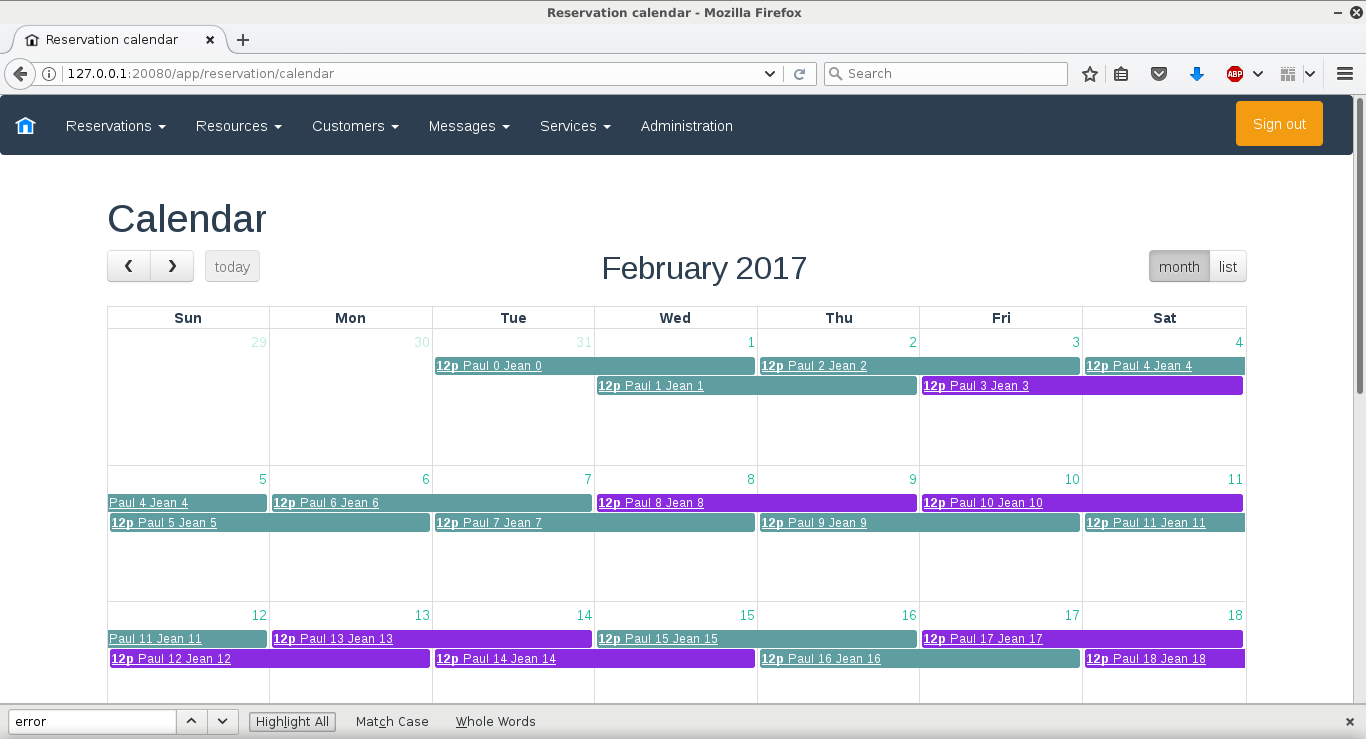 Reservation calendar - Mozilla Firefox
Reservation calendar
127.0.0.1:20080/app/reservation/calendar
Search
ABP
Reservations
Resources
Customers
Messages
Services
Administration
Sign out
Calendar
today
February 2017
month
list
Sun Mon Tue Wed Thu Fri Sat
29 30 31 1 2 3 4
12p Paul 0 Jean 0
12p Paul 2 Jean 2
12p Paul 4 Jean 4
12p Paul 1 Jean 1
12p Paul 3 Jean 3
5 6 7 8 9 10 11
Paul 4 Jean 4
12p Paul 6 Jean 6
12p Paul 8 Jean 8
12p Paul 10 Jean 10
12p Paul 5 Jean 5
12p Paul 7 Jean 7
12p Paul 9 Jean 9
12p Paul 11 Jean 11
12 13 14 15 16 17 18
Paul 11 Jean 11
12p Paul 13 Jean 13
12p Paul 15 Jean 15
12p Paul 17 Jean 17
12p Paul 12 Jean 12
12p Paul 14 Jean 14
12p Paul 16 Jean 16
12p Paul 18 Jean 18
error
Highlight All
Match Case
Whole Words